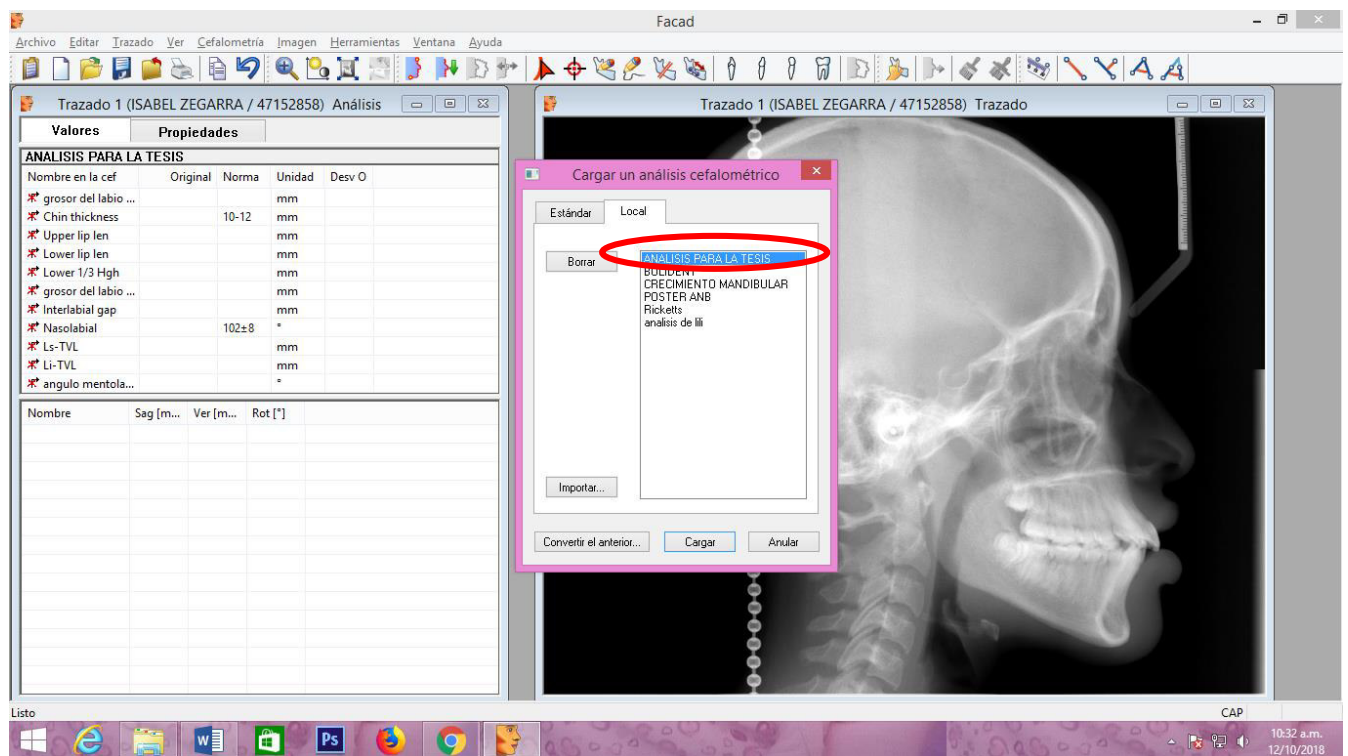 Facad
Archivo Editar Trazado Ver Cefalometría Imagen Herramientas Ventana Ayuda
Trazado 1 (ISABEL ZEGARRA / 47152858) Análisis
Valores Propiedades
ANALISIS PARA LA TESIS
Nombre en la cef Original Norma Unidad Desv O
grosor del labio ... mm
Chin thickness 10-12 mm
Upper lip len mm
Lower lip len mm
Lower 1/3 Hgh mm
grosor del labio ... mm
Interlabial gap mm
Nasolabial 102±8 °
Ls-TVL mm
Li-TVL mm
angulo mentola... °
Nombre Sag [m... Ver [m... Rot [°]
Trazado 1 (ISABEL ZEGARRA / 47152858) Trazado
Cargar un análisis cefalométrico
Estándar Local
Borrar
ANALISIS PARA LA TESIS
BOLIDENT
CRECIMIENTO MANDIBULAR
POSTER ANB
Ricketts
analisis de lili
Importar...
Convertir el anterior... Cargar Anular
Listo
CAP
Ps
10:32 a.m.
12/10/2018